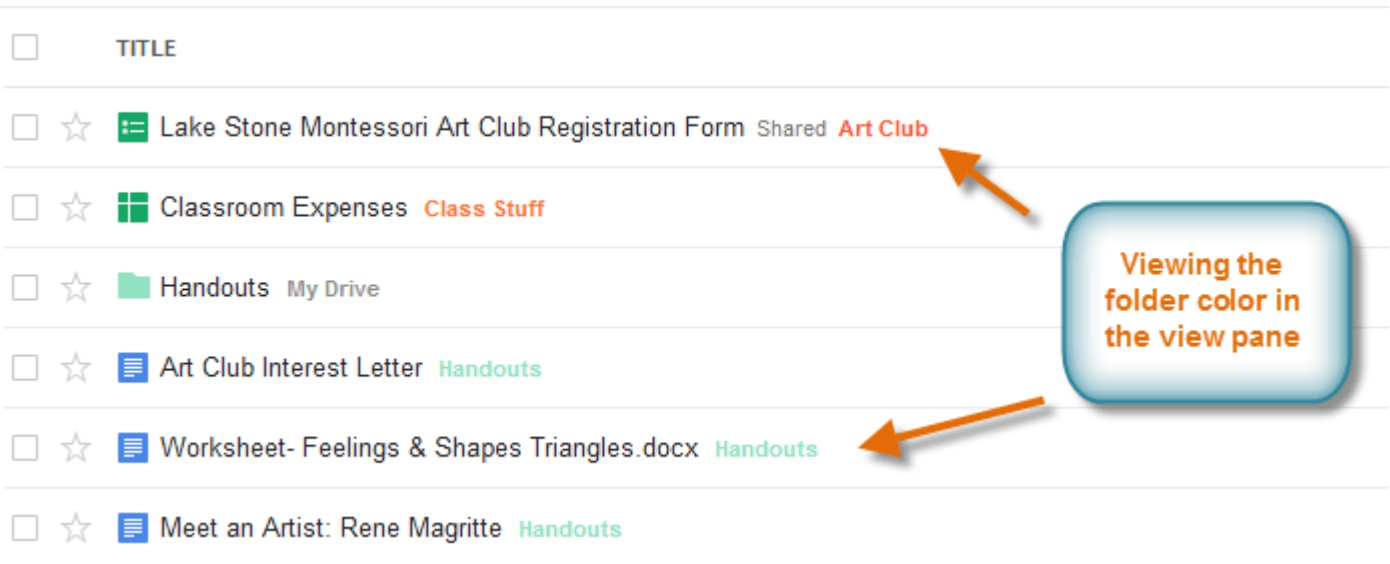 TITLE
Lake Stone Montessori Art Club Registration Form Shared Art Club
Classroom Expenses Class Stuff
Handouts My Drive
Art Club Interest Letter Handouts
Worksheet- Feelings & Shapes Triangles.docx Handouts
Meet an Artist: Rene Magritte Handouts
Viewing the
folder color in
the view pane